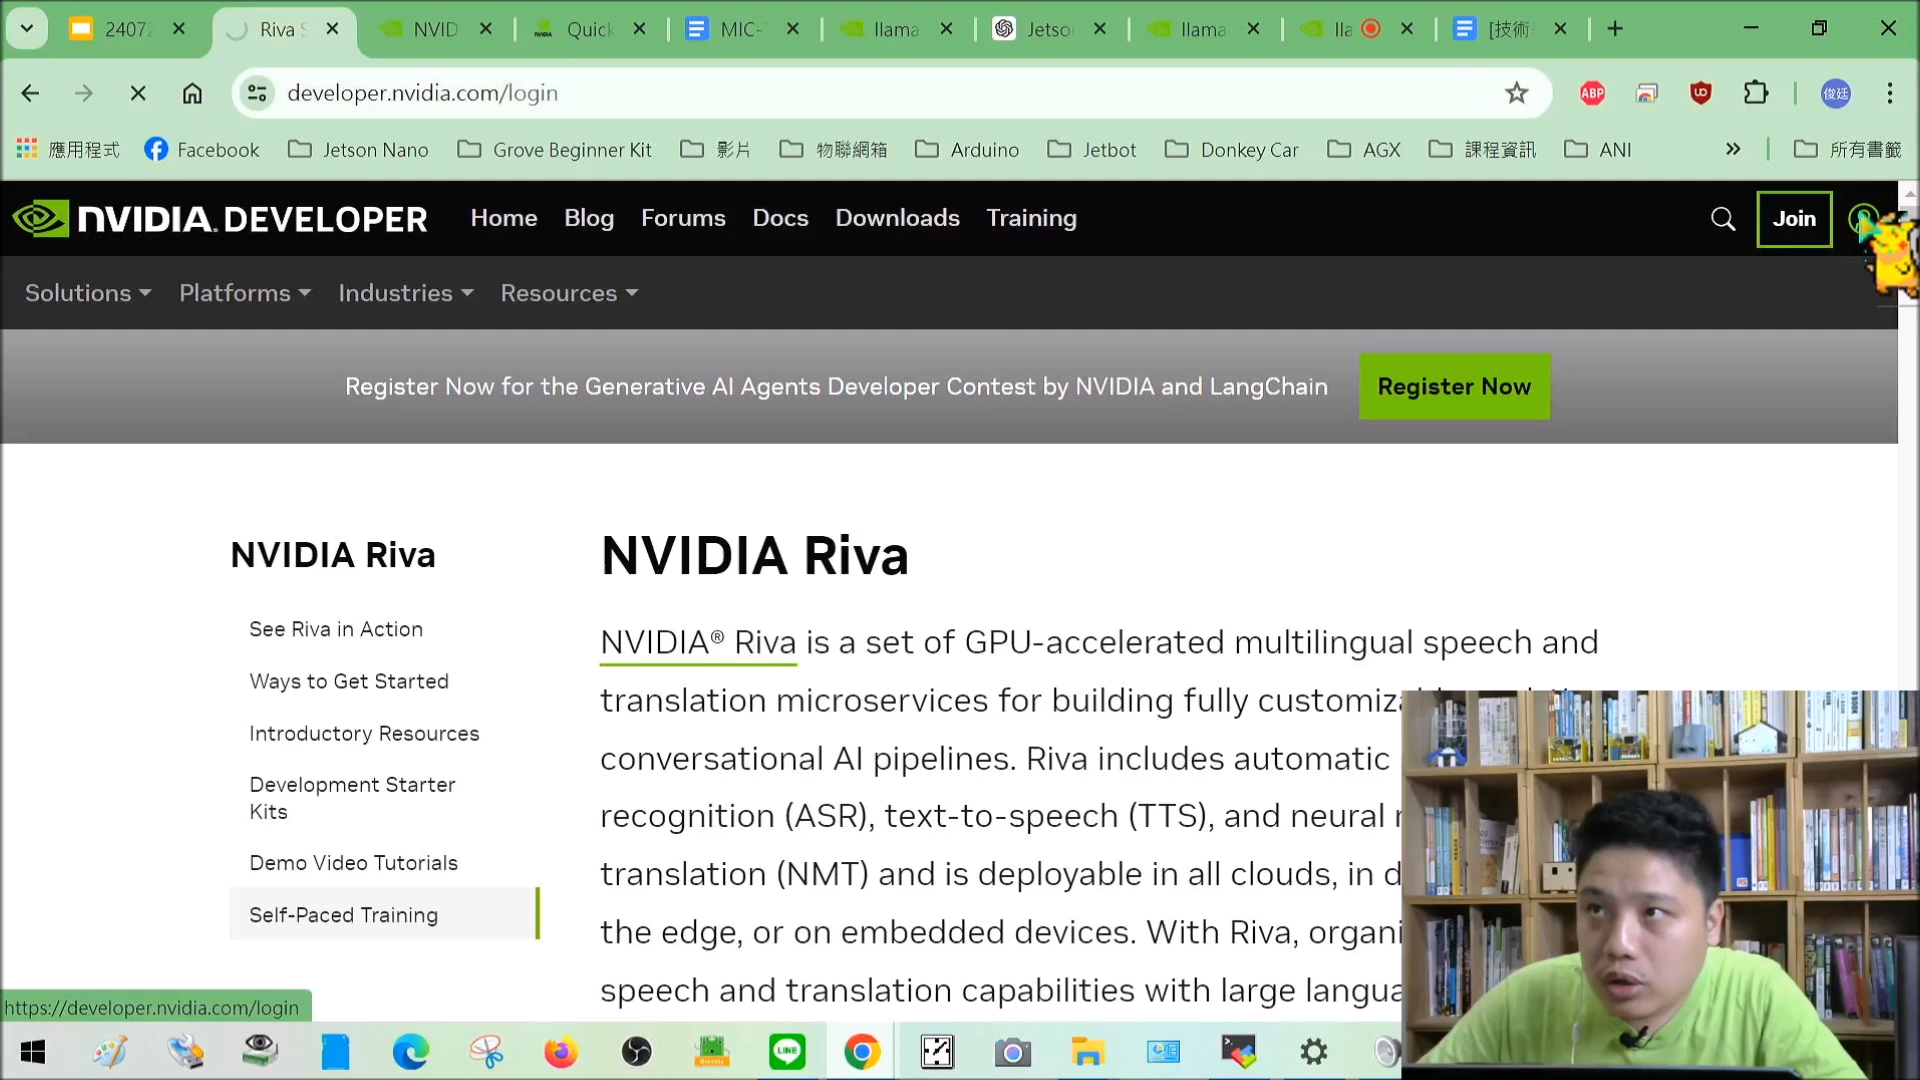 24072
Riva S
NVID
Quick
MIC-
llama
Jetso
llama
lla
[技術
developer.nvidia.com/login
ABP
俊廷
應用程式
Facebook
Jetson Nano
Grove Beginner Kit
影片
物聯網箱
Arduino
Jetbot
Donkey Car
AGX
課程資訊
ANI
所有書籤
NVIDIA. DEVELOPER
Home
Blog
Forums
Docs
Downloads
Training
Join
Solutions
Platforms
Industries
Resources
Register Now for the Generative AI Agents Developer Contest by NVIDIA and LangChain
Register Now
NVIDIA Riva
See Riva in Action
Ways to Get Started
Introductory Resources
Development Starter
Kits
Demo Video Tutorials
Self-Paced Training
NVIDIA Riva
NVIDIA® Riva is a set of GPU-accelerated multilingual speech and
translation microservices for building fully customiza
conversational AI pipelines. Riva includes automatic
recognition (ASR), text-to-speech (TTS), and neural
translation (NMT) and is deployable in all clouds, in d
the edge, or on embedded devices. With Riva, organi
speech and translation capabilities with large langua
https://developer.nvidia.com/login
LINE